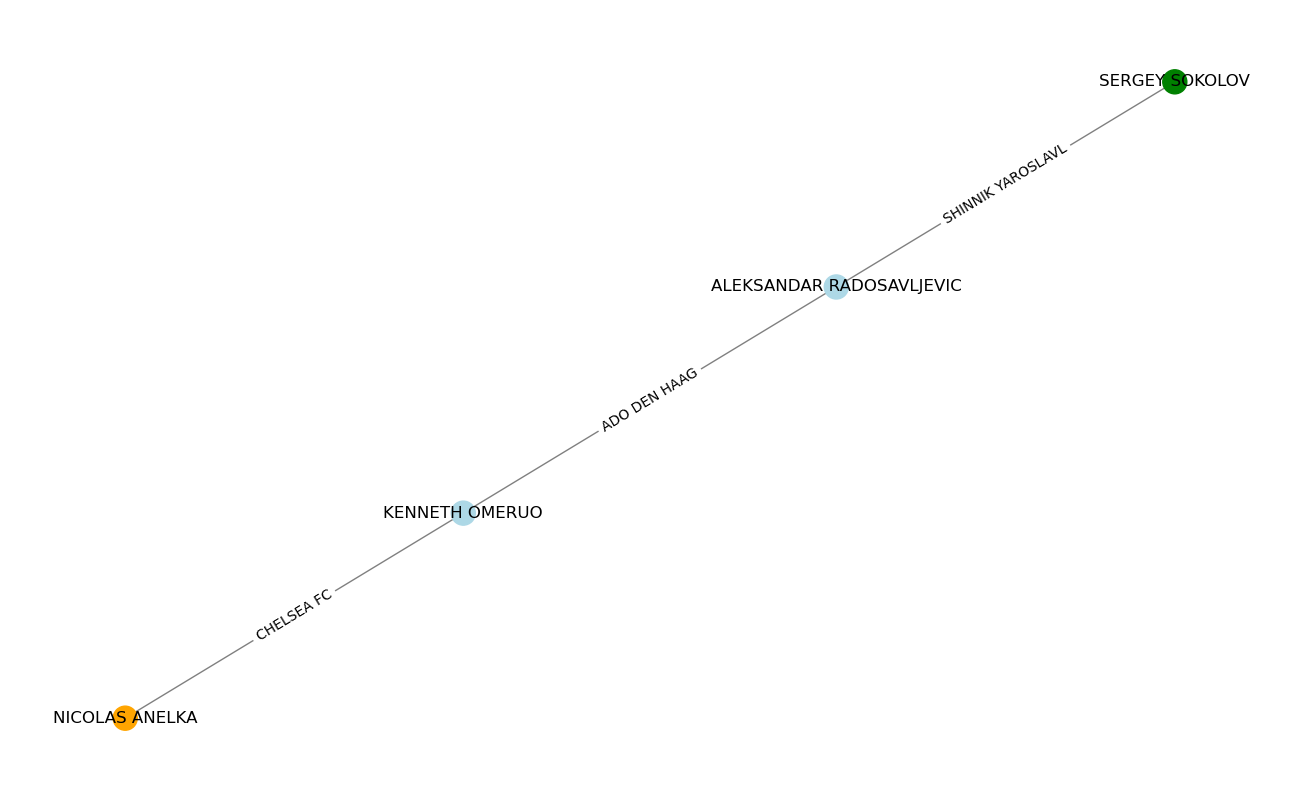 SERGEY SOKOLOV
SHINNIK YAROSLAVL
ALEKSANDAR RADOSAVLJEVIC
ADO DEN HAAG
KENNETH OMERUO
CHELSEA FC
NICOLAS ANELKA